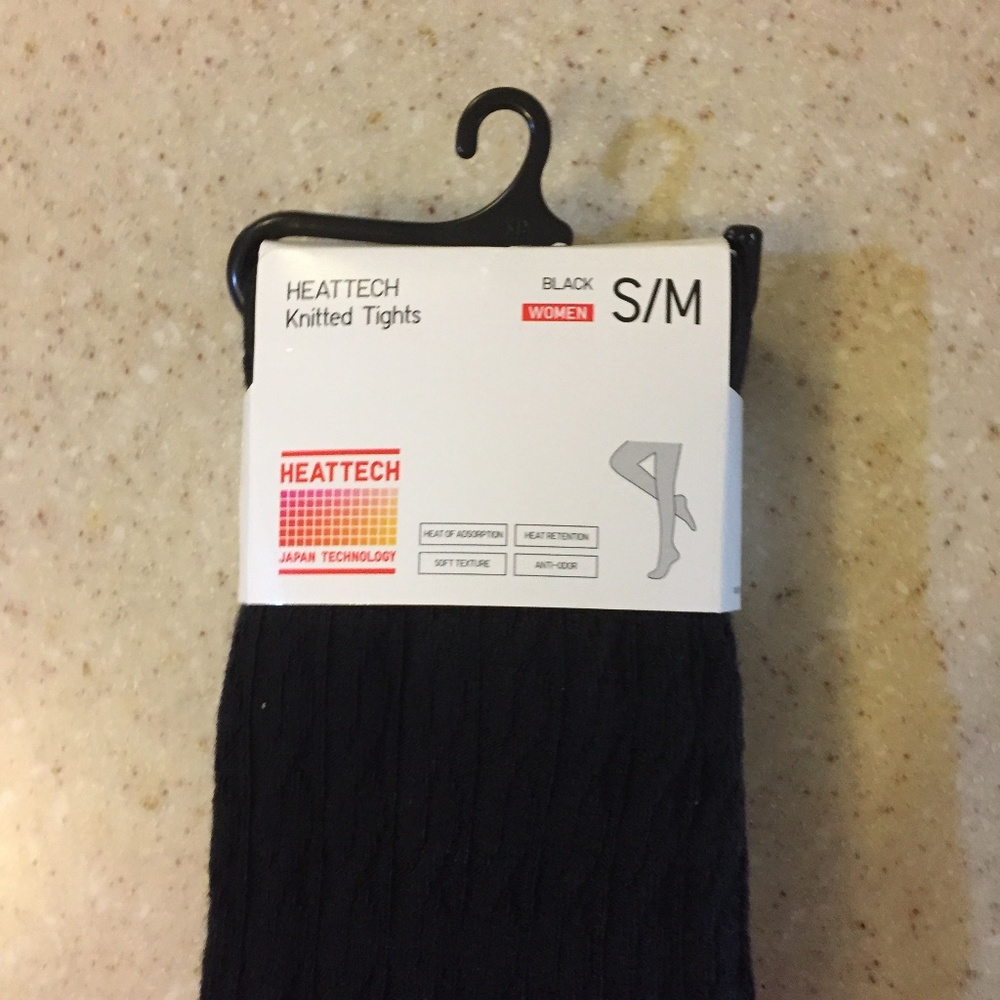 HEATTECH
Knitted Tights
BLACK
WOMEN
S/M
HEATTECH
JAPAN TECHNOLOGY
HEAT OF ADSORPTION
HEAT RETENTION
SOFT TEXTURE
ANTI-ODOR